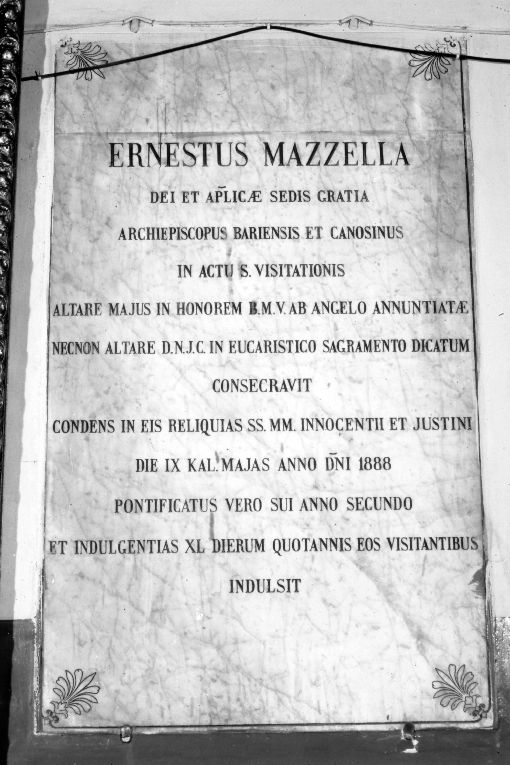 ERNESTUS MAZZELLA
DEI ET AP̄LICÆ SEDIS GRATIA
ARCHIEPISCOPUS BARIENSIS ET CANOSINUS
IN ACTU S. VISITATIONIS
ALTARE MAJUS IN HONOREM B.M.V. AB ANGELO ANNUNTIATÆ
NECNON ALTARE D.N.J.C. IN EUCARISTICO SAGRAMENTO DICATUM
CONSECRAVIT
CONDENS IN EIS RELIQUIAS SS. MM. INNOCENTII ET JUSTINI
DIE IX KAL. MAJAS ANNO D̄N̄I 1888
PONTIFICATUS VERO SUI ANNO SECUNDO
ET INDULGENTIAS XL DIERUM QUOTANNIS EOS VISITANTIBUS
INDULSIT